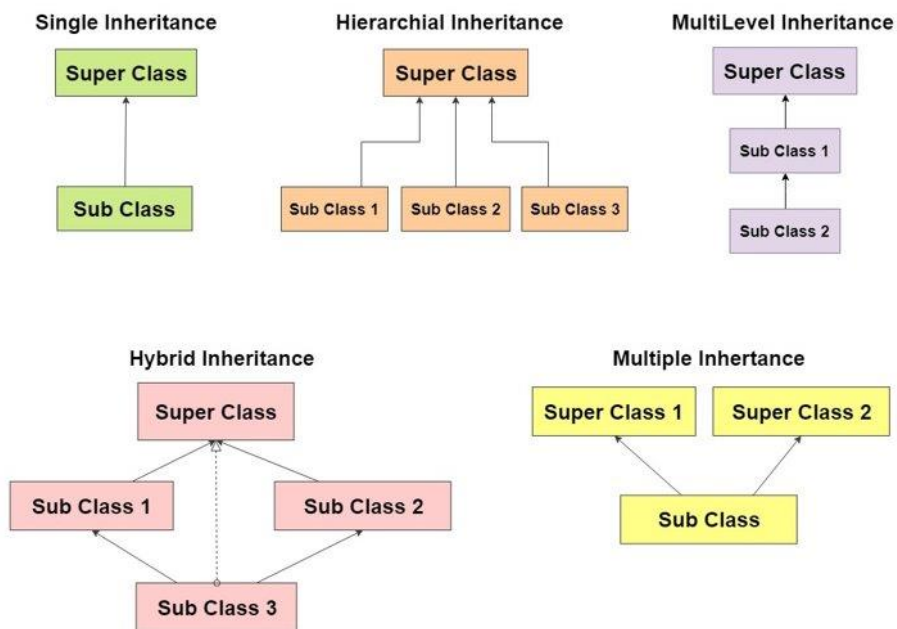 Single Inheritance
Super Class
Sub Class
Hierarchial Inheritance
Super Class
Sub Class 1
Sub Class 2
Sub Class 3
MultiLevel Inheritance
Super Class
Sub Class 1
Sub Class 2
Hybrid Inheritance
Super Class
Sub Class 1
Sub Class 2
Sub Class 3
Multiple Inhertance
Super Class 1
Super Class 2
Sub Class